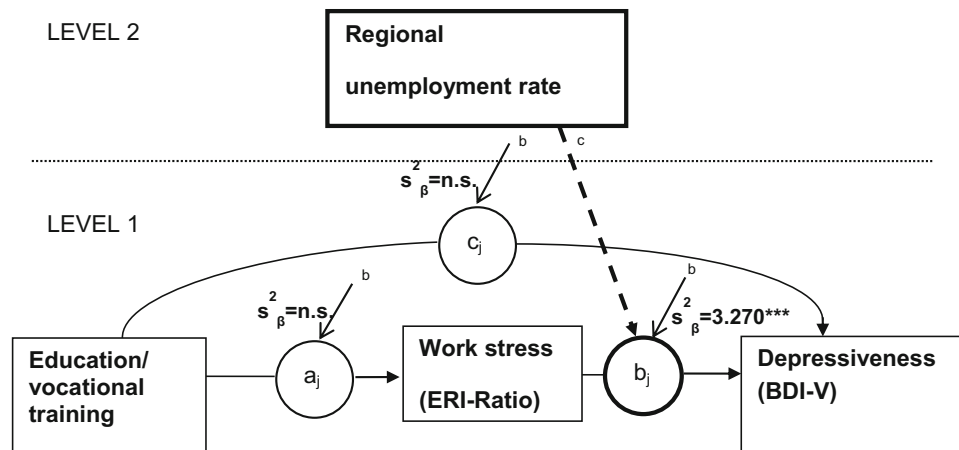 LEVEL 2
Regional
unemployment rate
b
c
s²β=n.s.
LEVEL 1
cj
b
b
s²β=n.s.
s²β=3.270***
Education/
vocational
training
aj
Work stress
(ERI-Ratio)
bj
Depressiveness
(BDI-V)